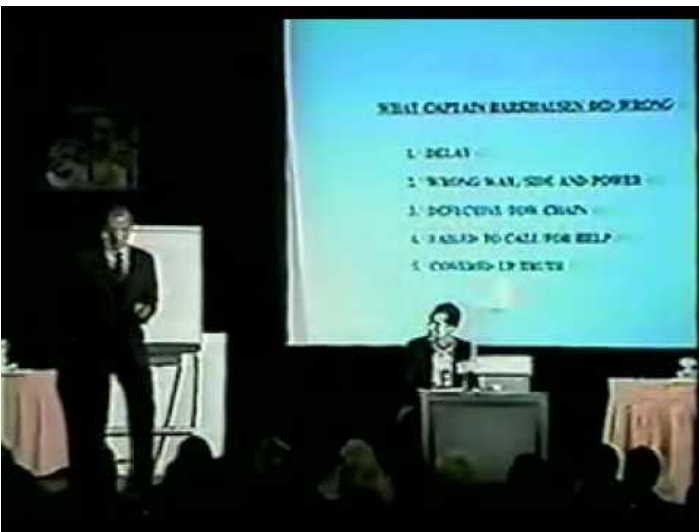 WHAT CAPTAIN BARKHAUSEN DID WRONG
1. DELAY
2. WRONG WAY, SIDE AND POWER
3. DEFECTIVE TOW CHAIN
4. FAILED TO CALL FOR HELP
5. COVERED UP TRUTH